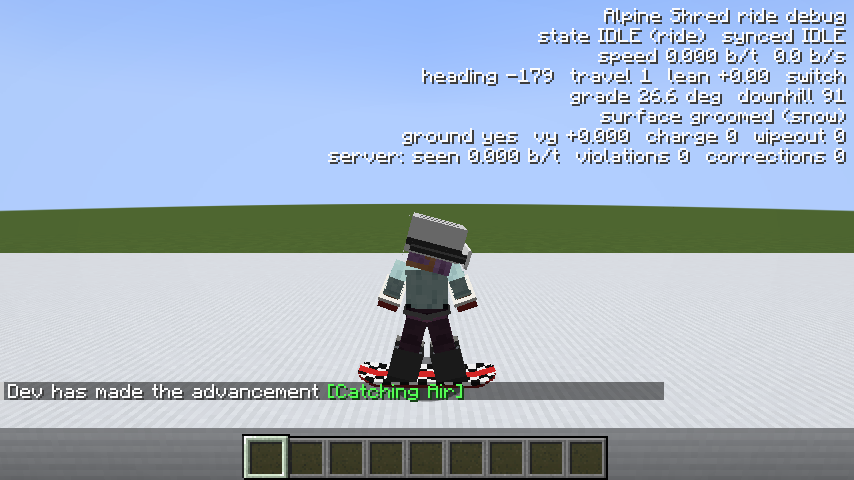 Alpine Shred ride debug
state IDLE (ride) synced IDLE
speed 0.000 b/t 0.0 b/s
heading -179 travel 1 lean +0.00 switch
grade 26.6 deg downhill 91
surface groomed (snow)
ground yes vy +0.000 charge 0 wipeout 0
server: seen 0.000 b/t violations 0 corrections 0
Dev has made the advancement [Catching Air]